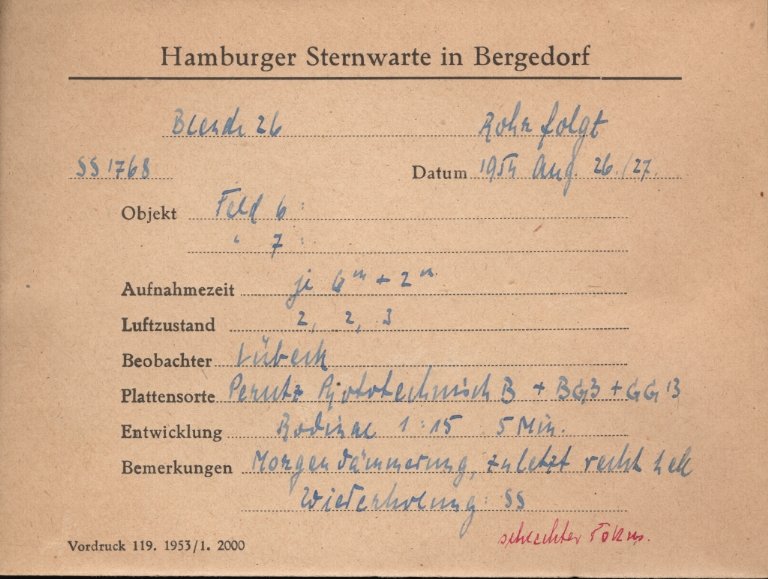 Hamburger Sternwarte in Bergedorf
Blende 26 Rohr folgt
SS 1768 Datum 1954 Aug. 26./27.
Objekt Feld 6 :
" 7 :
Aufnahmezeit je 6m + 2m
Luftzustand 2, 2, 3
Beobachter Lübeck
Plattensorte Perutz Phototechnisch B + BG3 + GG 13
Entwicklung Rodinal 1:15 5 Min.
Bemerkungen Morgendämmerung, zuletzt recht hell
Wiederholung: SS
schlechter Fokus.
Vordruck 119. 1953/1. 2000